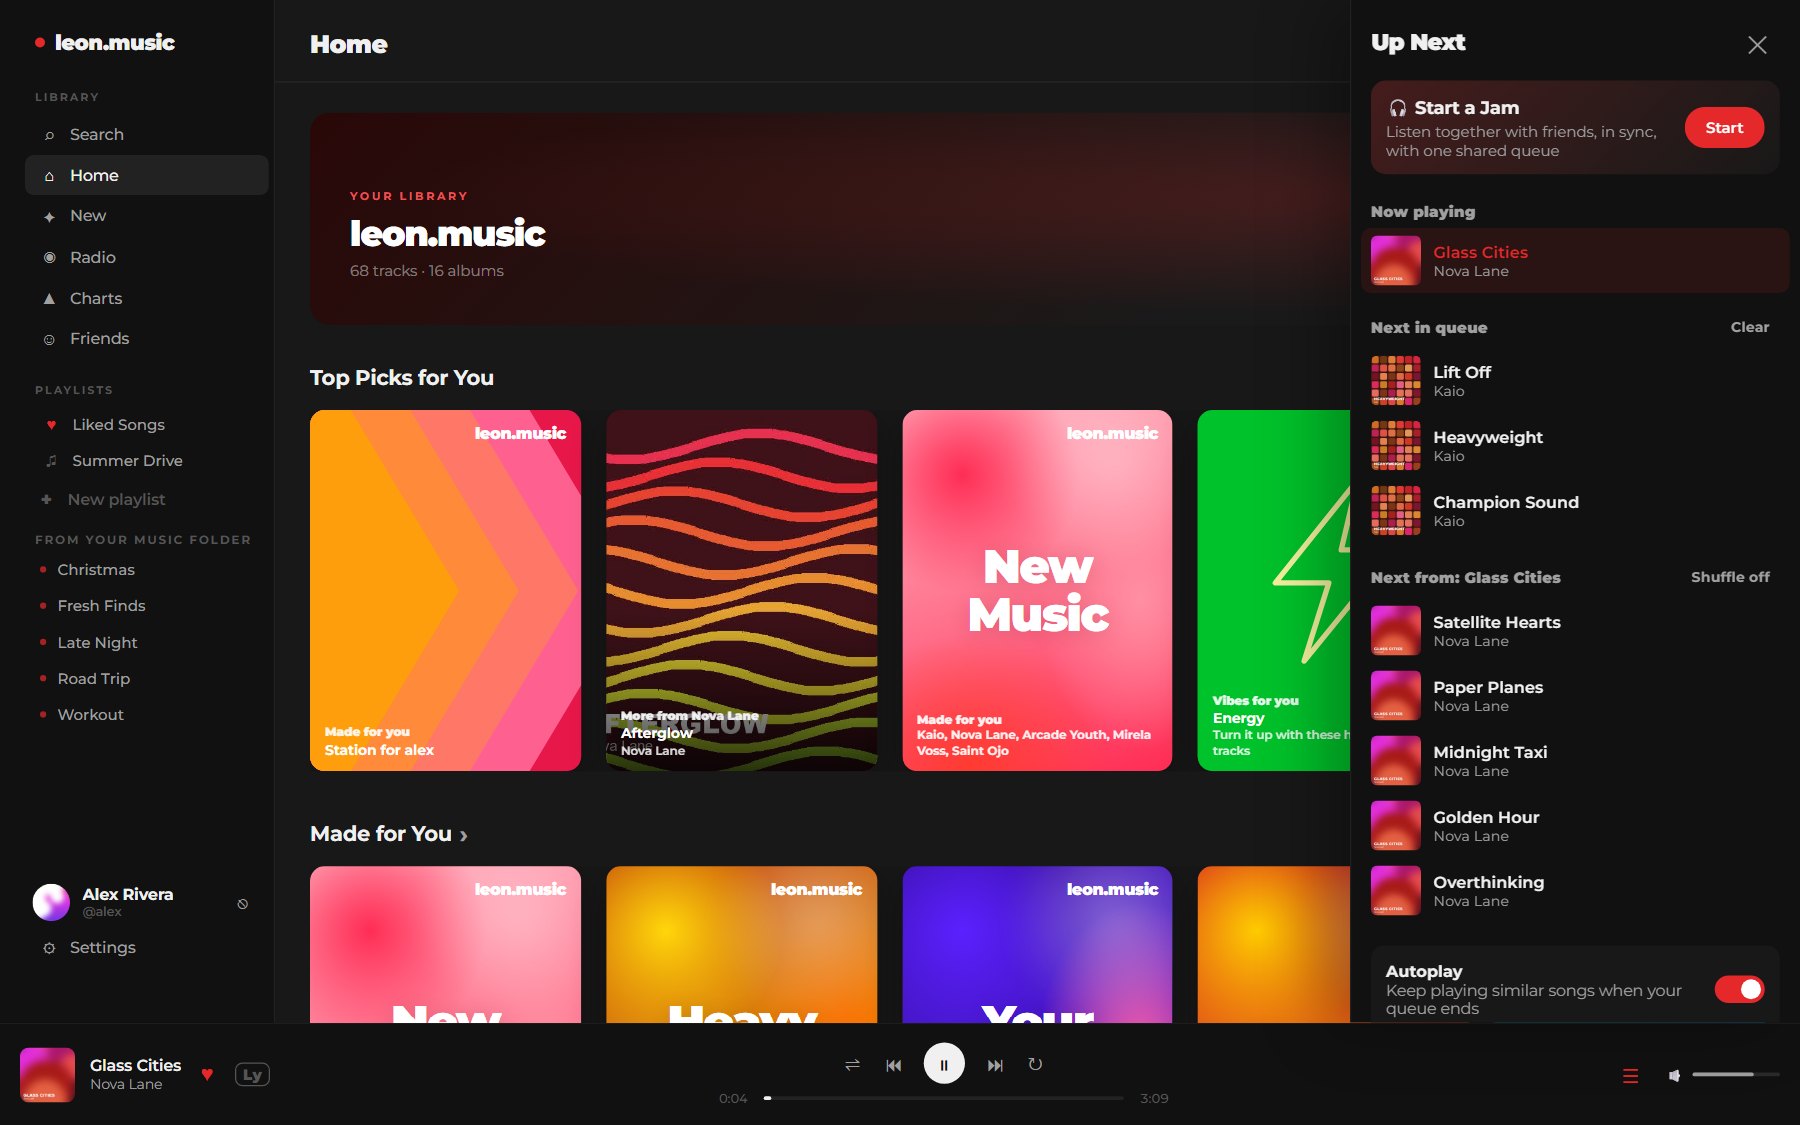 leon.music
LIBRARY
Search
Home
New
Radio
Charts
Friends
PLAYLISTS
Liked Songs
Summer Drive
New playlist
FROM YOUR MUSIC FOLDER
Christmas
Fresh Finds
Late Night
Road Trip
Workout
Alex Rivera
@alex
Settings
Home
YOUR LIBRARY
leon.music
68 tracks · 16 albums
Top Picks for You
leon.music
Made for you
Station for alex
More from Nova Lane
Afterglow
Nova Lane
leon.music
New
Music
Made for you
Kaio, Nova Lane, Arcade Youth, Mirela
Voss, Saint Ojo
Vibes for you
Energy
Turn it up with these
tracks
Made for You ›
leon.music
New
leon.music
Heavy
leon.music
Your
Up Next
Start a Jam
Listen together with friends, in sync,
with one shared queue
Start
Now playing
Glass Cities
Nova Lane
Next in queue
Clear
Lift Off
Kaio
Heavyweight
Kaio
Champion Sound
Kaio
Next from: Glass Cities
Shuffle off
Satellite Hearts
Nova Lane
Paper Planes
Nova Lane
Midnight Taxi
Nova Lane
Golden Hour
Nova Lane
Overthinking
Nova Lane
Autoplay
Keep playing similar songs when your
queue ends
Glass Cities
Nova Lane
Ly
0:04
3:09